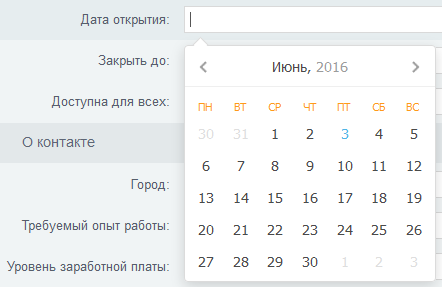 Дата открытия:
Закрыть до:
Доступна для всех:
О контакте
Город:
Требуемый опыт работы:
Уровень заработной платы:
Июнь, 2016
ПН ВТ СР ЧТ ПТ СБ ВС
30 31 1 2 3 4 5
6 7 8 9 10 11 12
13 14 15 16 17 18 19
20 21 22 23 24 25 26
27 28 29 30 1 2 3